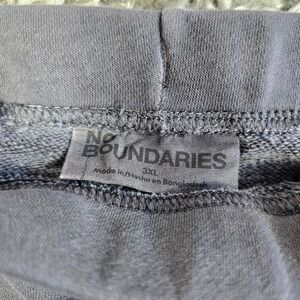 NO
BOUNDARIES
3XL
Made in/Hecho en Bangladesh